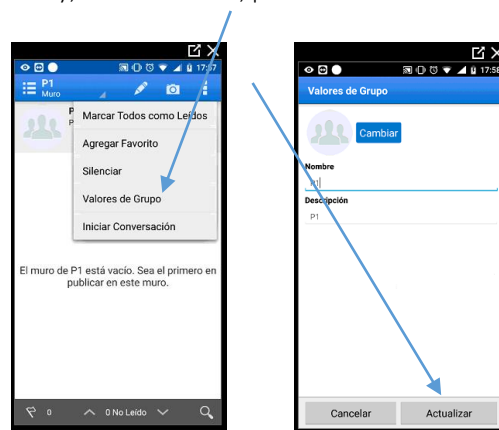 17:57
P1
Muro
Marcar Todos como Leídos
Agregar Favorito
Silenciar
Valores de Grupo
Iniciar Conversación
El muro de P1 está vacío. Sea el primero en
publicar en este muro.
0
0 No Leído
17:58
Valores de Grupo
Cambiar
Nombre
P1
Descripción
P1
Cancelar
Actualizar